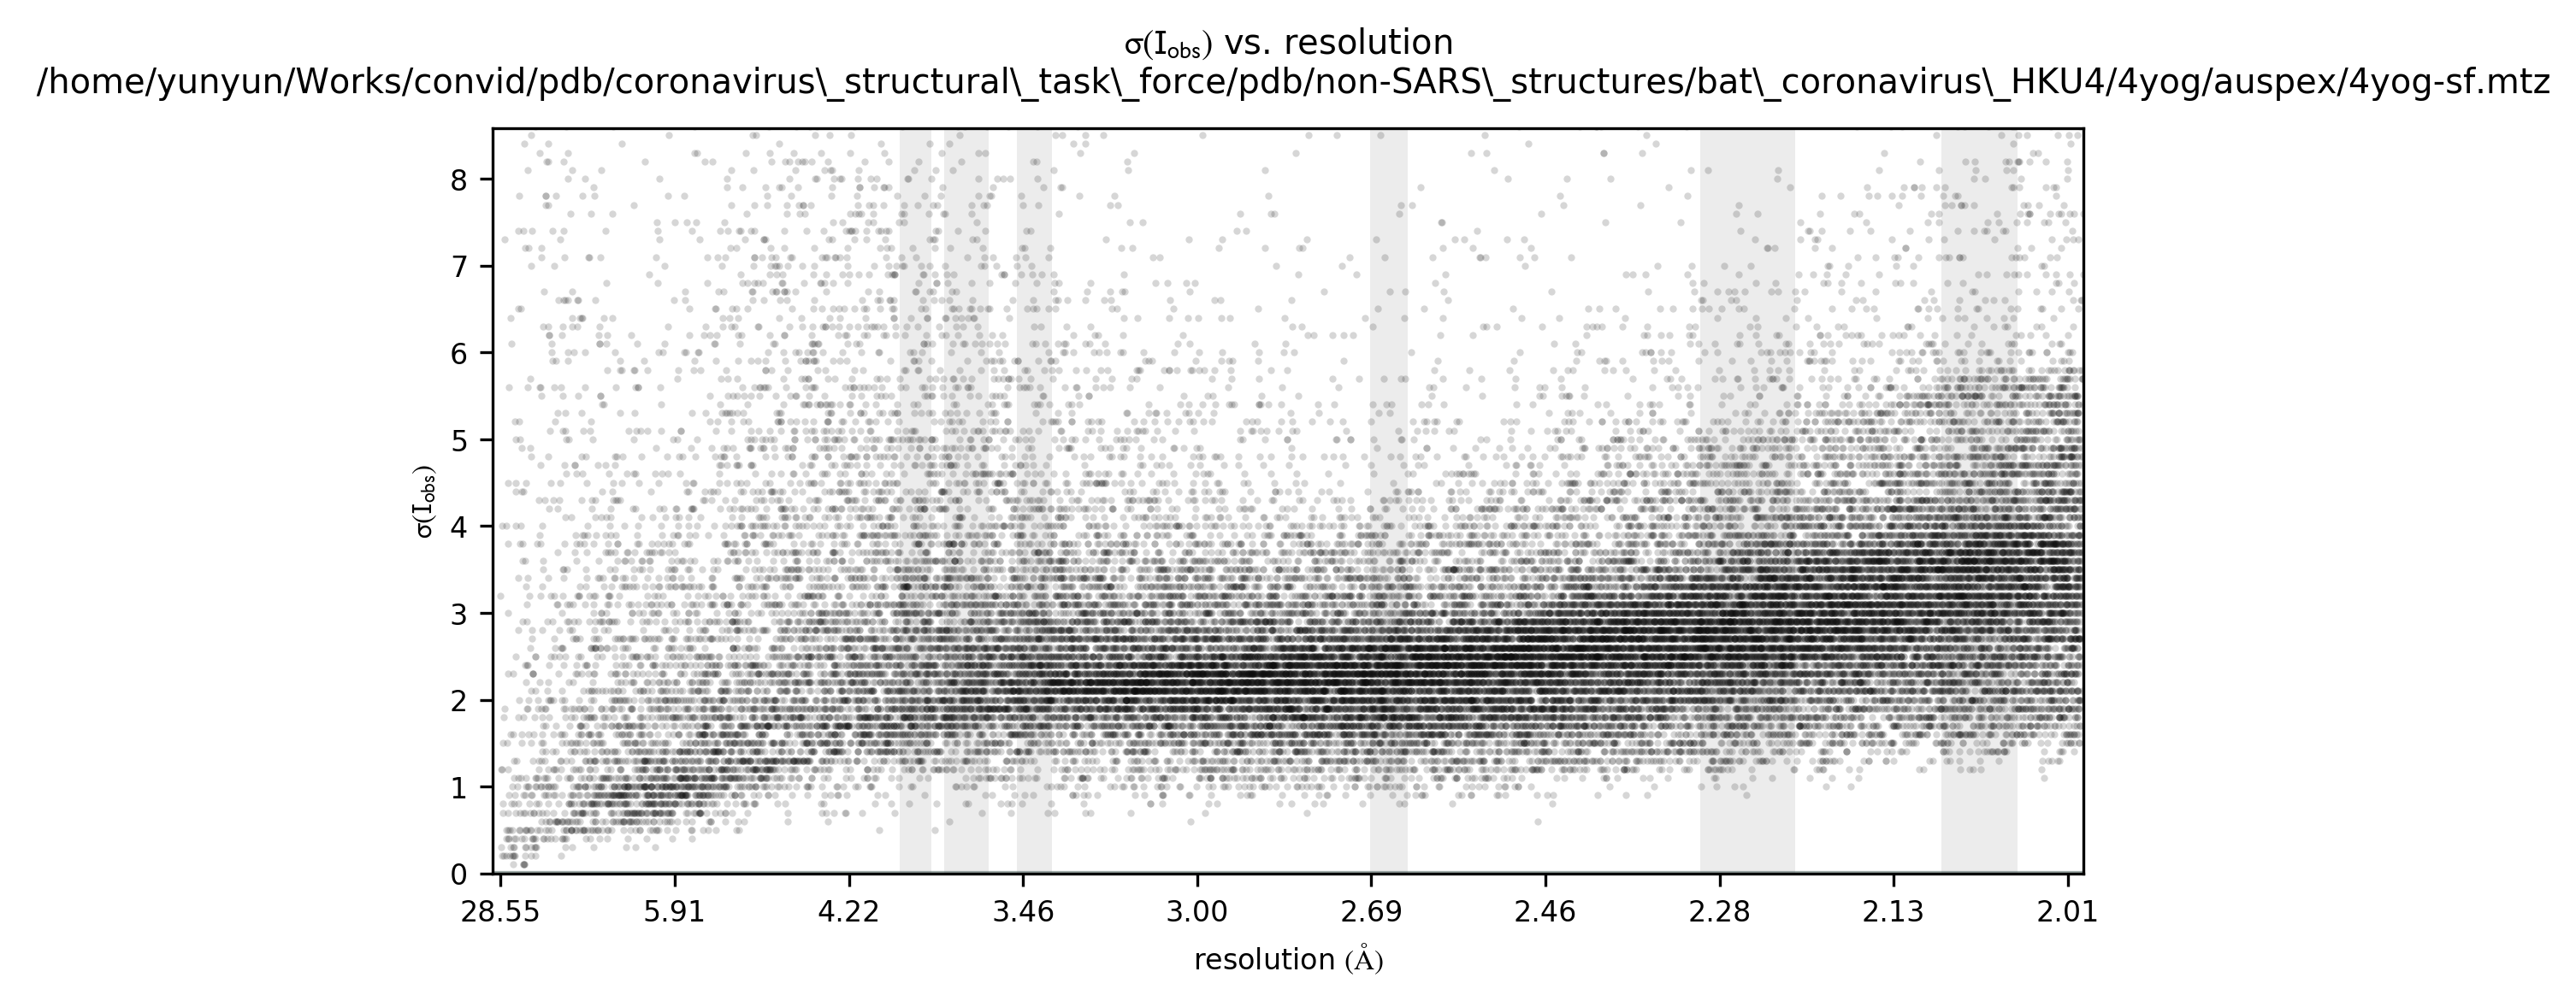 σ(Iobs) vs. resolution
/home/yunyun/Works/convid/pdb/coronavirus\_structural\_task\_force/pdb/non-SARS\_structures/bat\_coronavirus\_HKU4/4yog/auspex/4yog-sf.mtz
σ(Iobs)
8
7
6
5
4
3
2
1
0
28.55 5.91 4.22 3.46 3.00 2.69 2.46 2.28 2.13 2.01
resolution (Å)